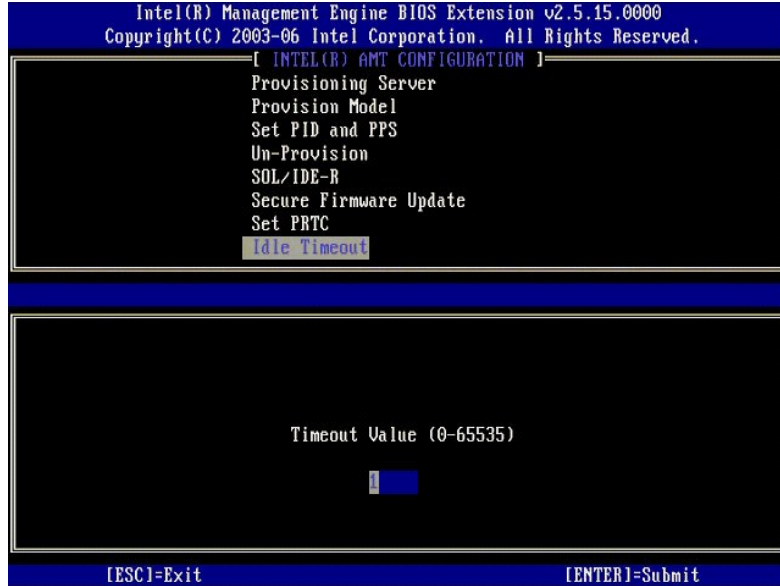 Intel(R) Management Engine BIOS Extension v2.5.15.0000
Copyright(C) 2003-06 Intel Corporation. All Rights Reserved.
[ INTEL(R) AMT CONFIGURATION ]
Provisioning Server
Provision Model
Set PID and PPS
Un-Provision
SOL/IDE-R
Secure Firmware Update
Set PRTC
Idle Timeout
Timeout Value (0-65535)
1
[ESC]=Exit [ENTER]=Submit